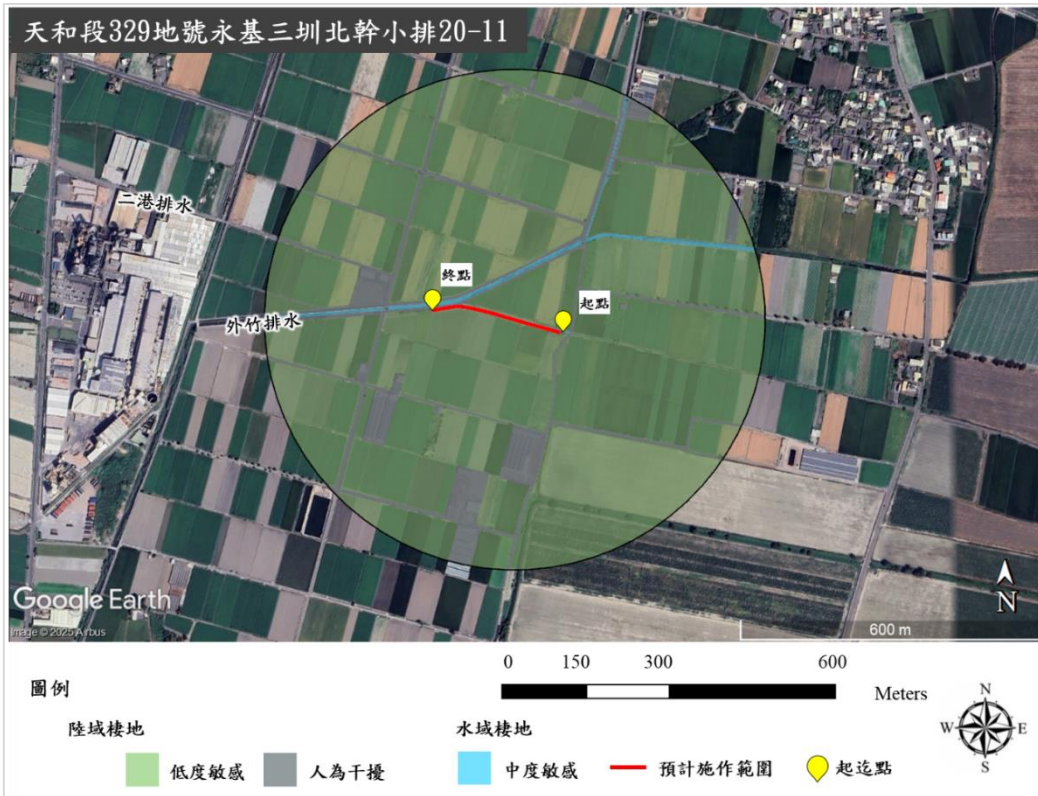 天和段329地號永基三圳北幹小排20-11
二港排水
終點
起點
外竹排水
Google Earth
Image © 2025 Airbus
N
600 m
0 150 300 600
Meters
圖例
陸域棲地
水域棲地
低度敏感
人為干擾
中度敏感
預計施作範圍
起迄點
N
W E
S